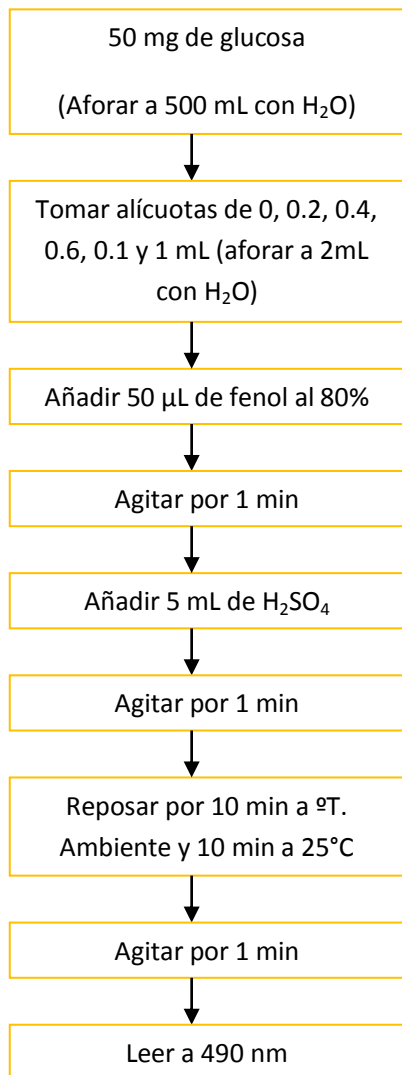 50 mg de glucosa
(Aforar a 500 mL con H₂O)
Tomar alícuotas de 0, 0.2, 0.4,
0.6, 0.1 y 1 mL (aforar a 2mL
con H₂O)
Añadir 50 µL de fenol al 80%
Agitar por 1 min
Añadir 5 mL de H₂SO₄
Agitar por 1 min
Reposar por 10 min a ºT.
Ambiente y 10 min a 25°C
Agitar por 1 min
Leer a 490 nm